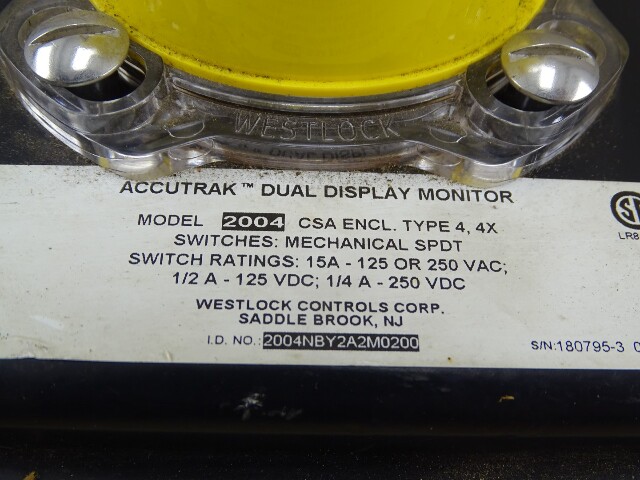 WESTLOCK
ACCUTRAK™ DUAL DISPLAY MONITOR
MODEL 2004 CSA ENCL. TYPE 4, 4X
SWITCHES: MECHANICAL SPDT
SWITCH RATINGS: 15A - 125 OR 250 VAC;
1/2 A - 125 VDC; 1/4 A - 250 VDC
WESTLOCK CONTROLS CORP.
SADDLE BROOK, NJ
I.D. NO.: 2004NBY2A2M0200
S/N:180795-3
LR8